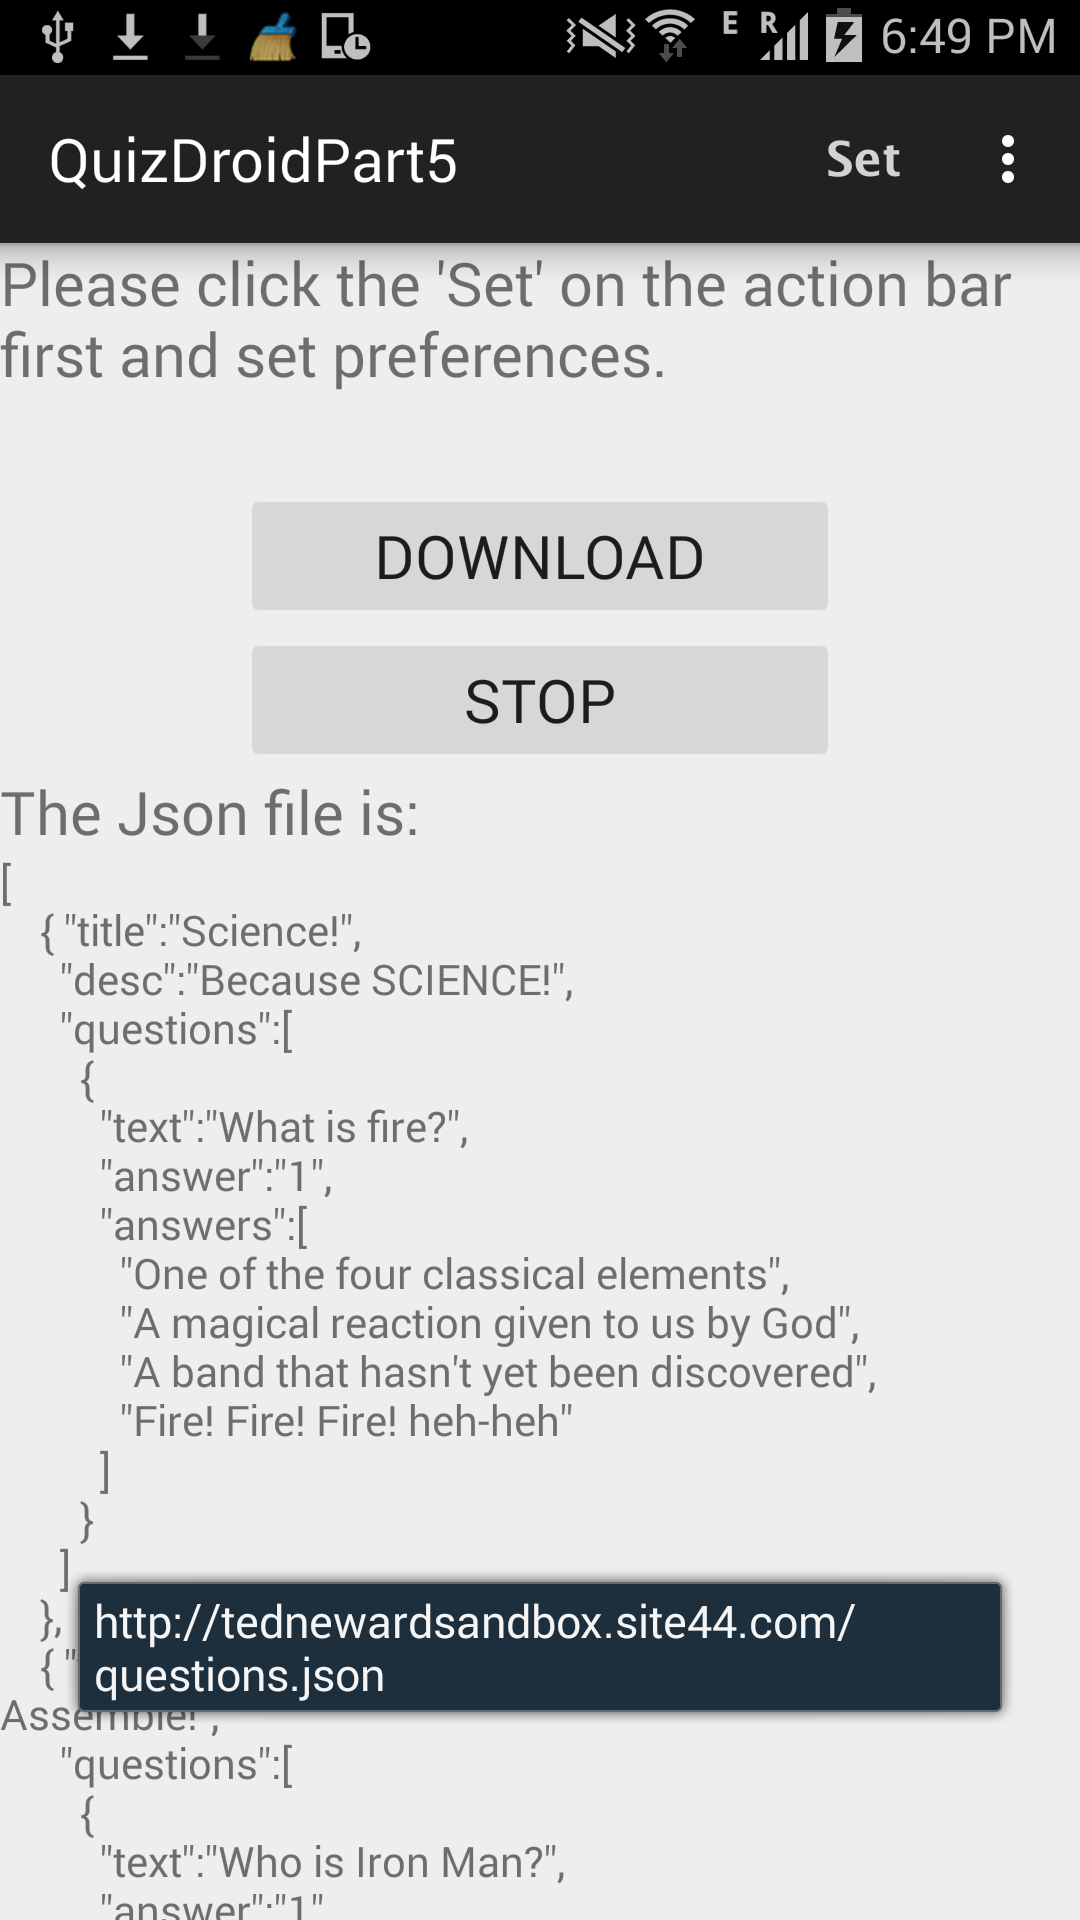 E R 6:49 PM
QuizDroidPart5 Set
Please click the 'Set' on the action bar
first and set preferences.
DOWNLOAD
STOP
The Json file is:
[
{ "title":"Science!",
"desc":"Because SCIENCE!",
"questions":[
{
"text":"What is fire?",
"answer":"1",
"answers":[
"One of the four classical elements",
"A magical reaction given to us by God",
"A band that hasn't yet been discovered",
"Fire! Fire! Fire! heh-heh"
]
}
]
},
{ "
http://tednewardsandbox.site44.com/
questions.json
Assemble!",
"questions":[
{
"text":"Who is Iron Man?",
"answer":"1"